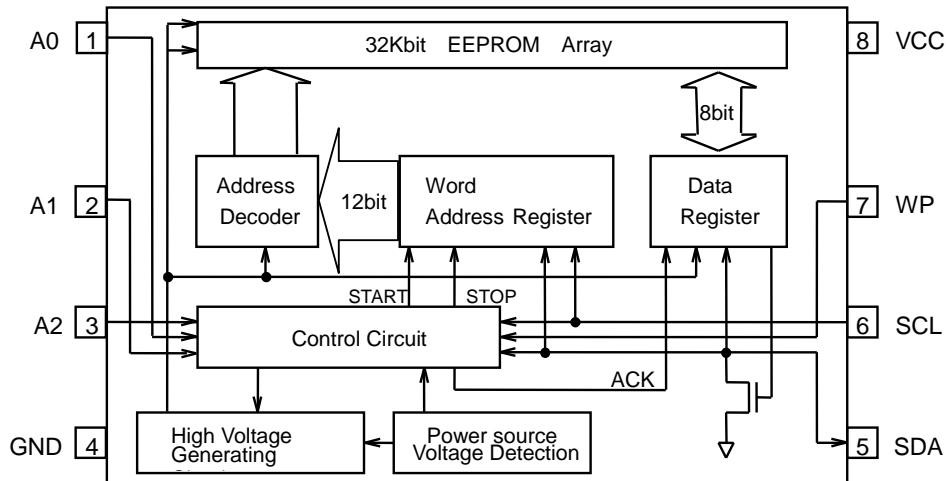 A0 1
32Kbit EEPROM Array
8 VCC
8bit
A1 2
Address
Decoder
12bit
Word
Address Register
Data
Register
7 WP
START
STOP
A2 3
Control Circuit
6 SCL
ACK
GND 4
High Voltage
Generating
Power source
Voltage Detection
5 SDA